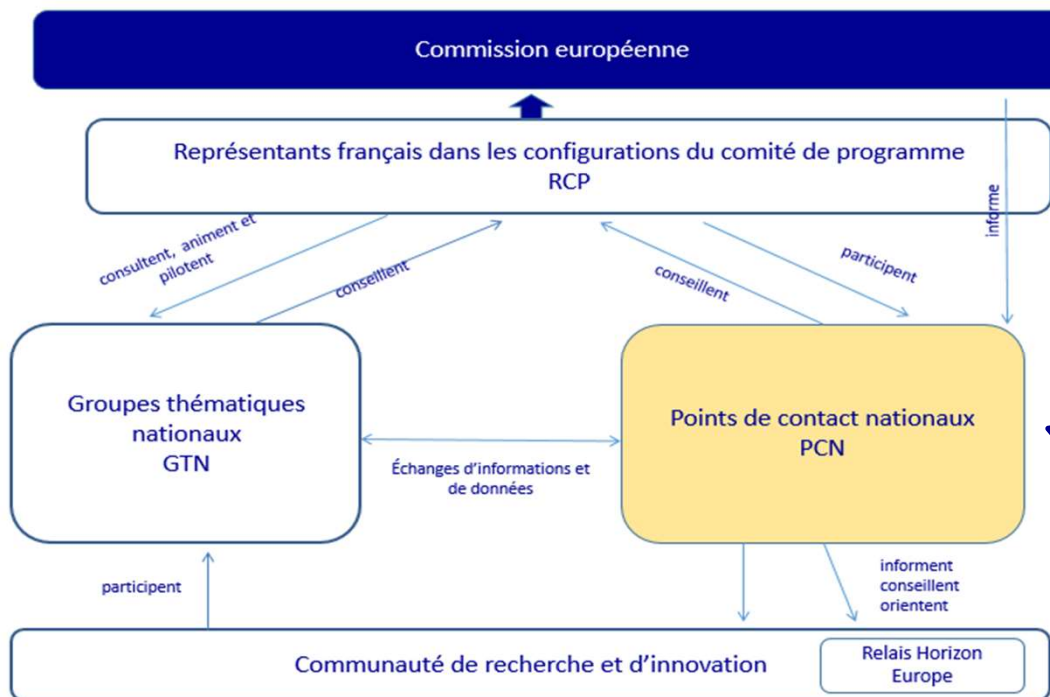 Commission européenne
Représentants français dans les configurations du comité de programme
RCP
consultent, animent et
pilotent
conseillent
conseillent
participent
informe
Groupes thématiques
nationaux
GTN
Points de contact nationaux
PCN
Échanges d'informations et
de données
participent
informent
conseillent
orientent
Communauté de recherche et d'innovation
Relais Horizon
Europe